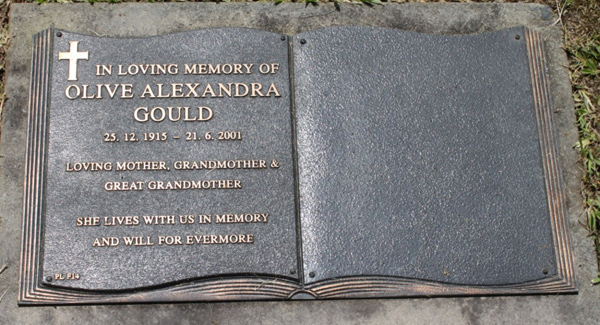 IN LOVING MEMORY OF
OLIVE ALEXANDRA
GOULD
25. 12. 1915 – 21. 6. 2001
LOVING MOTHER, GRANDMOTHER &
GREAT GRANDMOTHER
SHE LIVES WITH US IN MEMORY
AND WILL FOR EVERMORE